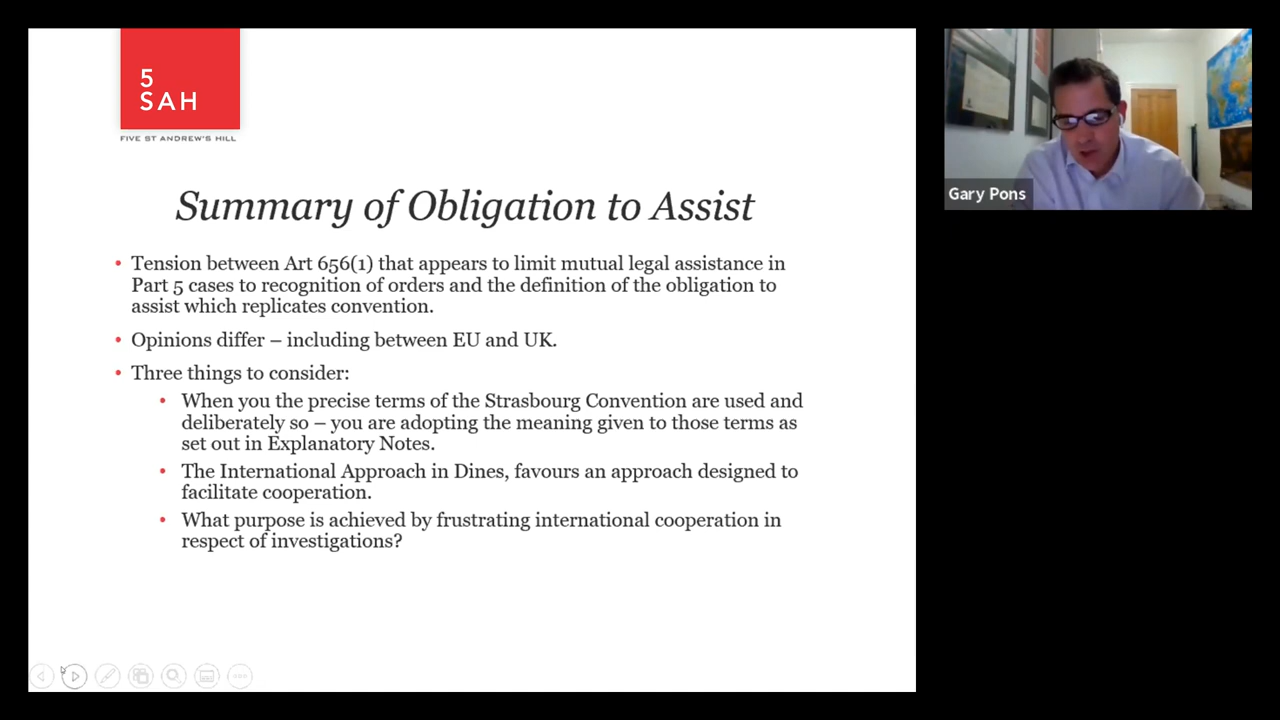 5
SAH
FIVE ST ANDREW'S HILL
Summary of Obligation to Assist
• Tension between Art 656(1) that appears to limit mutual legal assistance in
Part 5 cases to recognition of orders and the definition of the obligation to
assist which replicates convention.
• Opinions differ – including between EU and UK.
• Three things to consider:
• When you the precise terms of the Strasbourg Convention are used and
deliberately so – you are adopting the meaning given to those terms as
set out in Explanatory Notes.
• The International Approach in Dines, favours an approach designed to
facilitate cooperation.
• What purpose is achieved by frustrating international cooperation in
respect of investigations?
Gary Pons